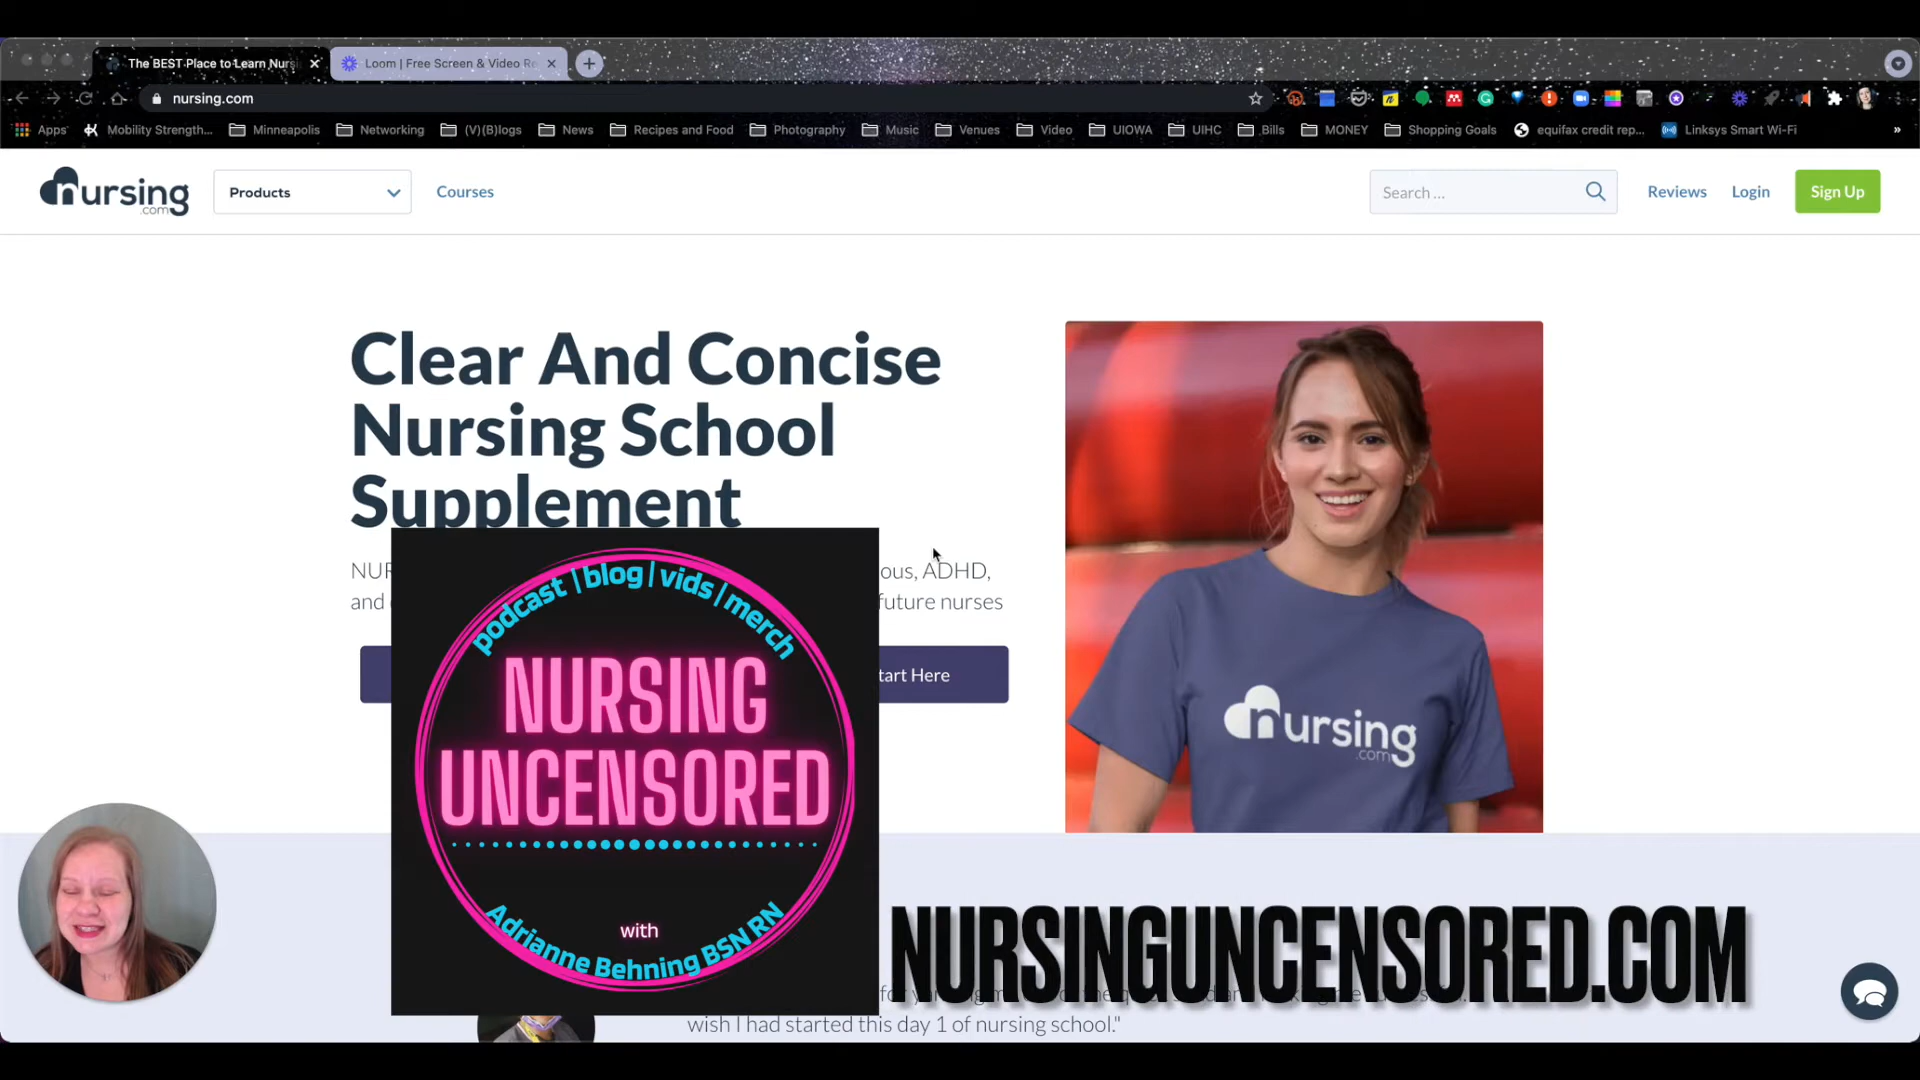 The BEST Place to Learn Nursi
Loom | Free Screen & Video Re
nursing.com
Apps
Mobility Strength...
Minneapolis
Networking
(V)(B)logs
News
Recipes and Food
Photography
Music
Venues
Video
UIOWA
UIHC
Bills
MONEY
Shopping Goals
equifax credit rep...
Linksys Smart Wi-Fi
»
nursing
.com
Products
Courses
Search ...
Reviews
Login
Sign Up
Clear And Concise
Nursing School
Supplement
NUR
ous, ADHD,
and
future nurses
tart Here
nursing
.com
podcast | blog | vids | merch
NURSING
UNCENSORED
with
Adrianne Behning BSN RN
NURSINGUNCENSORED.COM
wish I had started this day 1 of nursing school."